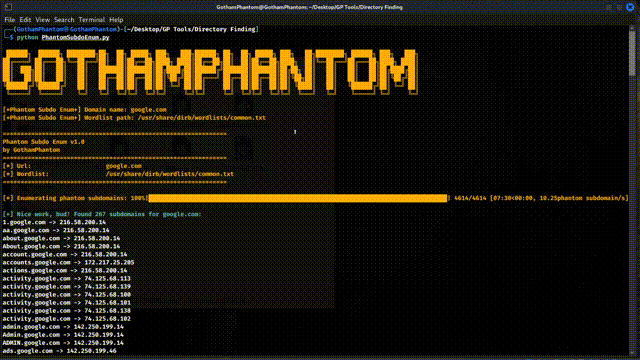 GothamPhantom@GothamPhantom:~/Desktop/GP Tools/Directory Finding
File Edit View Search Terminal Help
(GothamPhantom@GothamPhantom)-[~/Desktop/GP Tools/Directory Finding]
python PhantomSubdoEnum.py
GOTHAMPHANTOM
[+Phantom Subdo Enum+] Domain name: google.com
[+Phantom Subdo Enum+] Wordlist path: /usr/share/dirb/wordlists/common.txt
===============================================================
Phantom Subdo Enum v1.0
by GothamPhantom
===============================================================
[+] Url: google.com
[+] Wordlist: /usr/share/dirb/wordlists/common.txt
===============================================================
[+] Enumerating phantom subdomains: 100%| | 4614/4614 [07:30<00:00, 10.25phantom subdomain/s]
[+] Nice work, bud! Found 267 subdomains for google.com:
1.google.com -> 216.58.200.14
aa.google.com -> 216.58.200.14
about.google.com -> 216.58.200.14
About.google.com -> 216.58.200.14
account.google.com -> 216.58.200.14
accounts.google.com -> 172.217.25.205
actions.google.com -> 216.58.200.14
activity.google.com -> 74.125.68.113
activity.google.com -> 74.125.68.139
activity.google.com -> 74.125.68.100
activity.google.com -> 74.125.68.101
activity.google.com -> 74.125.68.138
activity.google.com -> 74.125.68.102
admin.google.com -> 142.250.199.14
Admin.google.com -> 142.250.199.14
ADMIN.google.com -> 142.250.199.14
ads.google.com -> 142.250.199.46